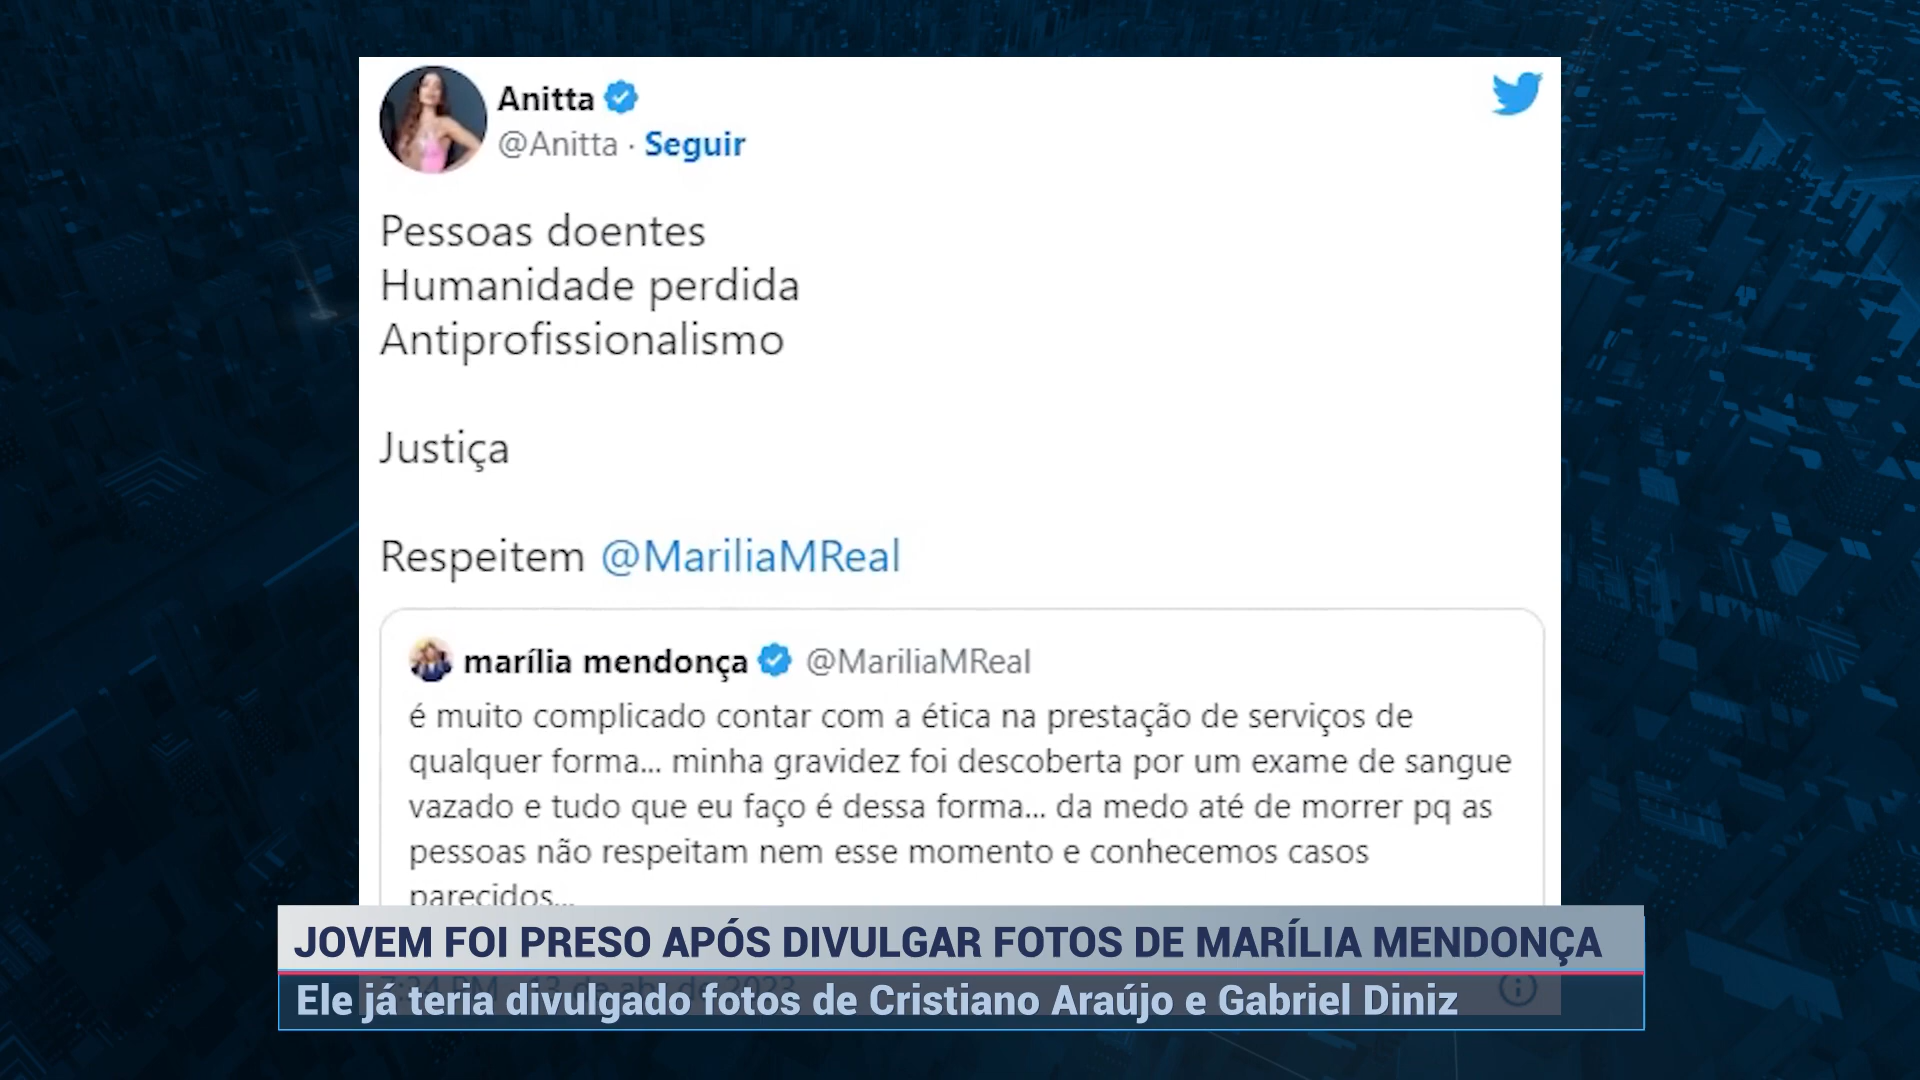 Anitta
@Anitta · Seguir
Pessoas doentes
Humanidade perdida
Antiprofissionalismo
Justiça
Respeitem @MariliaMReal
marília mendonça @MariliaMReal
é muito complicado contar com a ética na prestação de serviços de
qualquer forma... minha gravidez foi descoberta por um exame de sangue
vazado e tudo que eu faço é dessa forma... da medo até de morrer pq as
pessoas não respeitam nem esse momento e conhecemos casos
parecidos...
JOVEM FOI PRESO APÓS DIVULGAR FOTOS DE MARÍLIA MENDONÇA
Ele já teria divulgado fotos de Cristiano Araújo e Gabriel Diniz